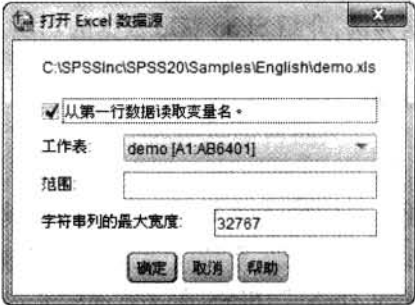 打开 Excel 数据源
C:\SPSSInc\SPSS20\Samples\English\demo.xls
从第一行数据读取变量名。
工作表: demo [A1:AB6401]
范围:
字符串列的最大宽度: 32767
确定 取消 帮助